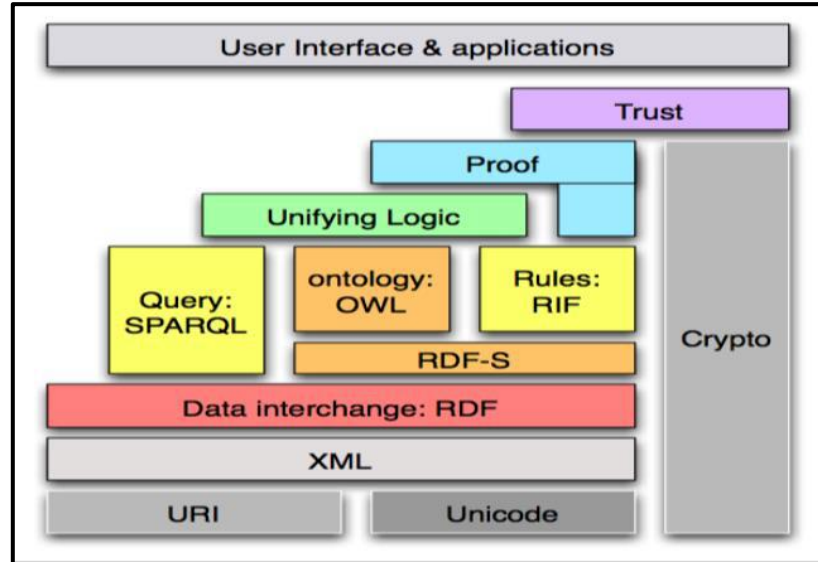 User Interface & applications
Trust
Proof
Unifying Logic
Query:
SPARQL
ontology:
OWL
Rules:
RIF
Crypto
RDF-S
Data interchange: RDF
XML
URI
Unicode